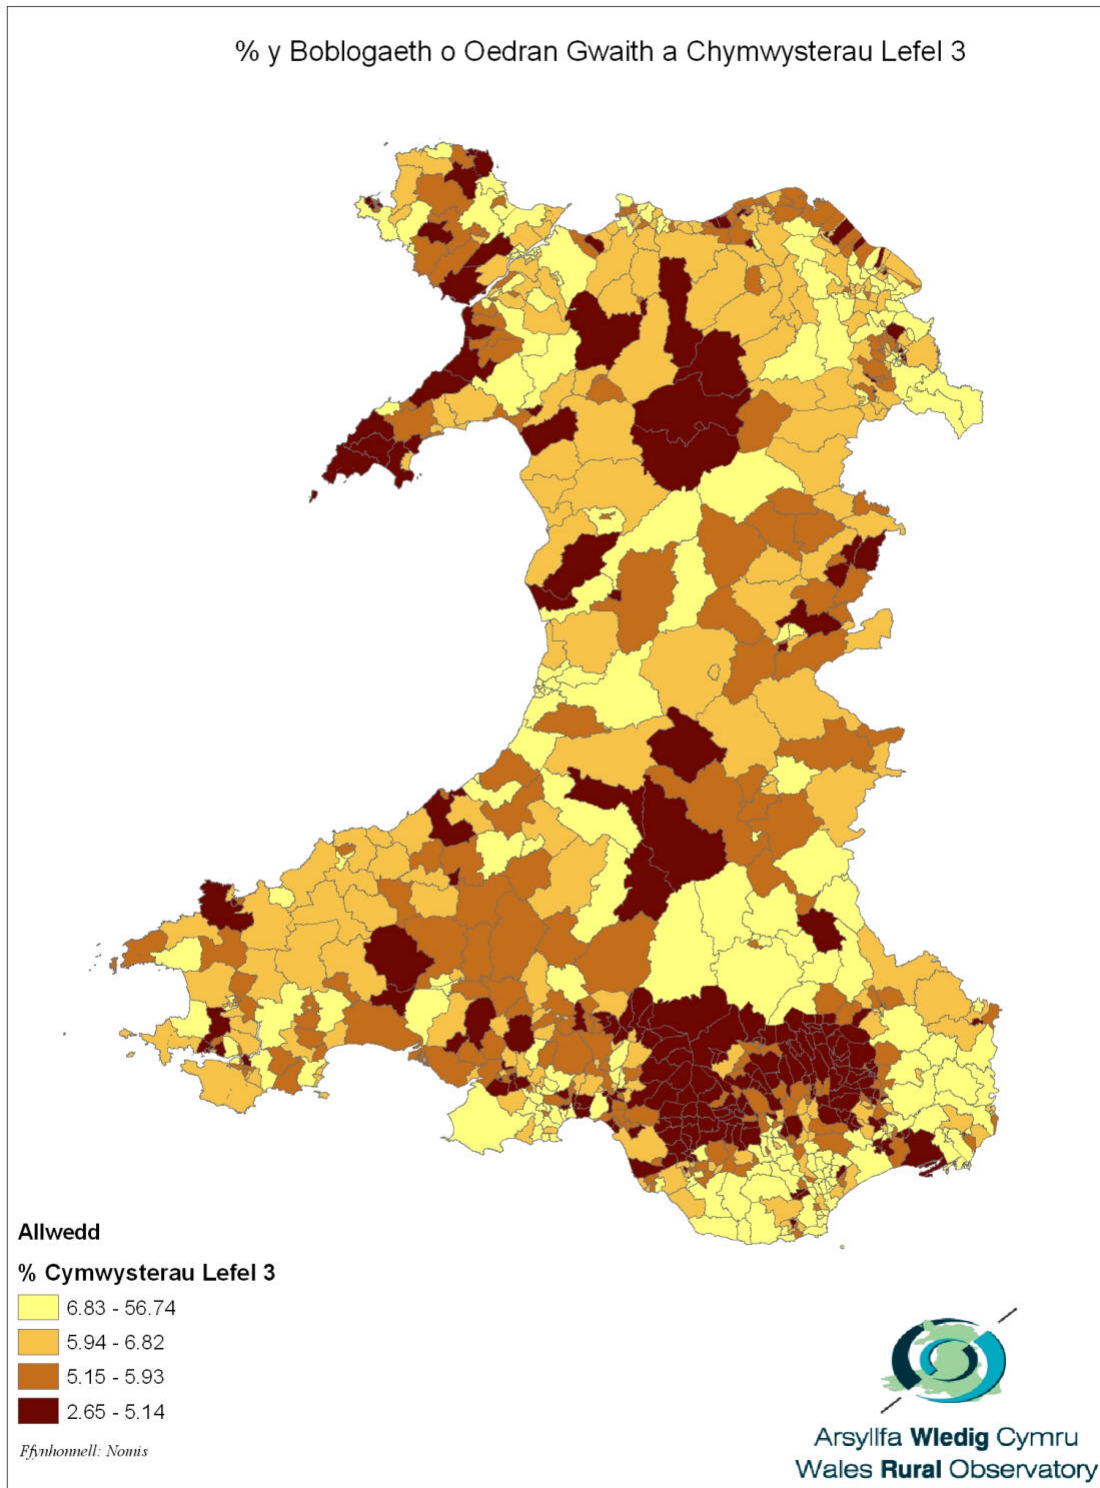 % y Boblogaeth o Oedran Gwaith a Chymwysterau Lefel 3
Allwedd
% Cymwysterau Lefel 3
6.83 - 56.74
5.94 - 6.82
5.15 - 5.93
2.65 - 5.14
Ffynhonnell: Nomis
Arsyllfa Wledig Cymru
Wales Rural Observatory